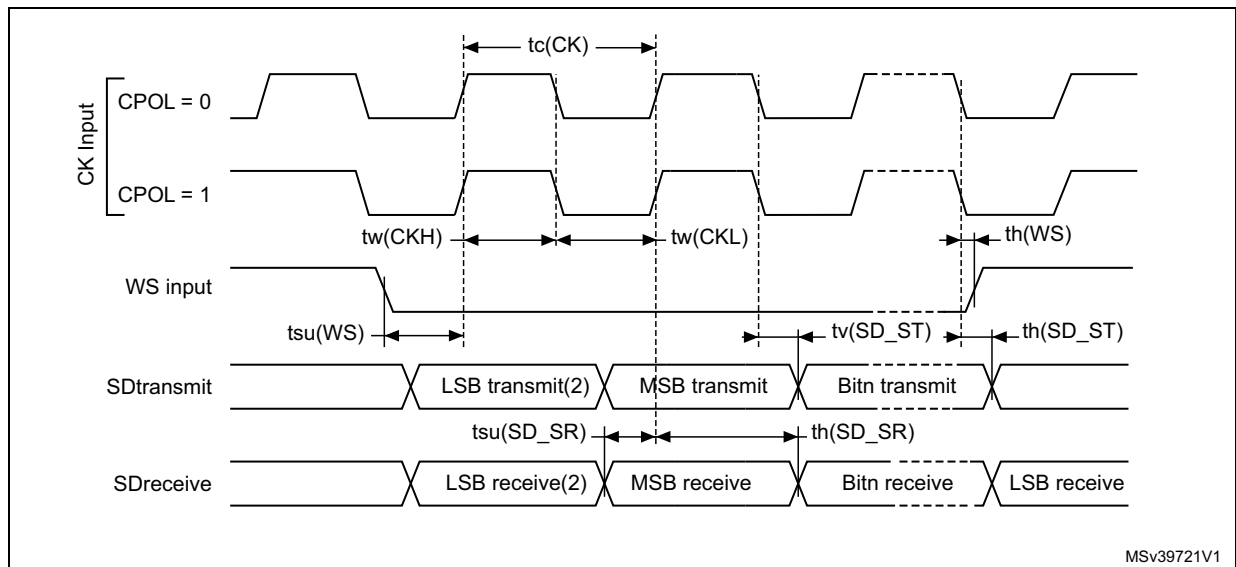 tc(CK)
CK Input
CPOL = 0
CPOL = 1
tw(CKH)
tw(CKL)
th(WS)
WS input
tsu(WS)
tv(SD_ST)
th(SD_ST)
SDtransmit
LSB transmit(2)
MSB transmit
Bitn transmit
tsu(SD_SR)
th(SD_SR)
SDreceive
LSB receive(2)
MSB receive
Bitn receive
LSB receive
MSv39721V1